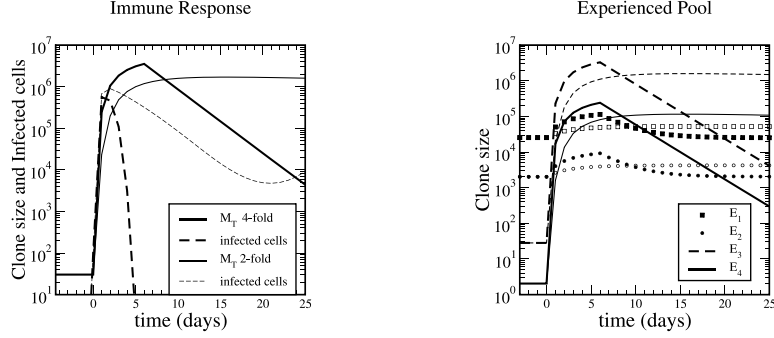 Immune Response
Clone size and Infected cells
10^7
10^6
10^5
10^4
10^3
10^2
10^1
0 5 10 15 20 25
time (days)
M_T 4-fold
infected cells
M_T 2-fold
infected cells
Experienced Pool
Clone size
10^7
10^6
10^5
10^4
10^3
10^2
10^1
10^0
0 5 10 15 20 25
time (days)
E_1
E_2
E_3
E_4